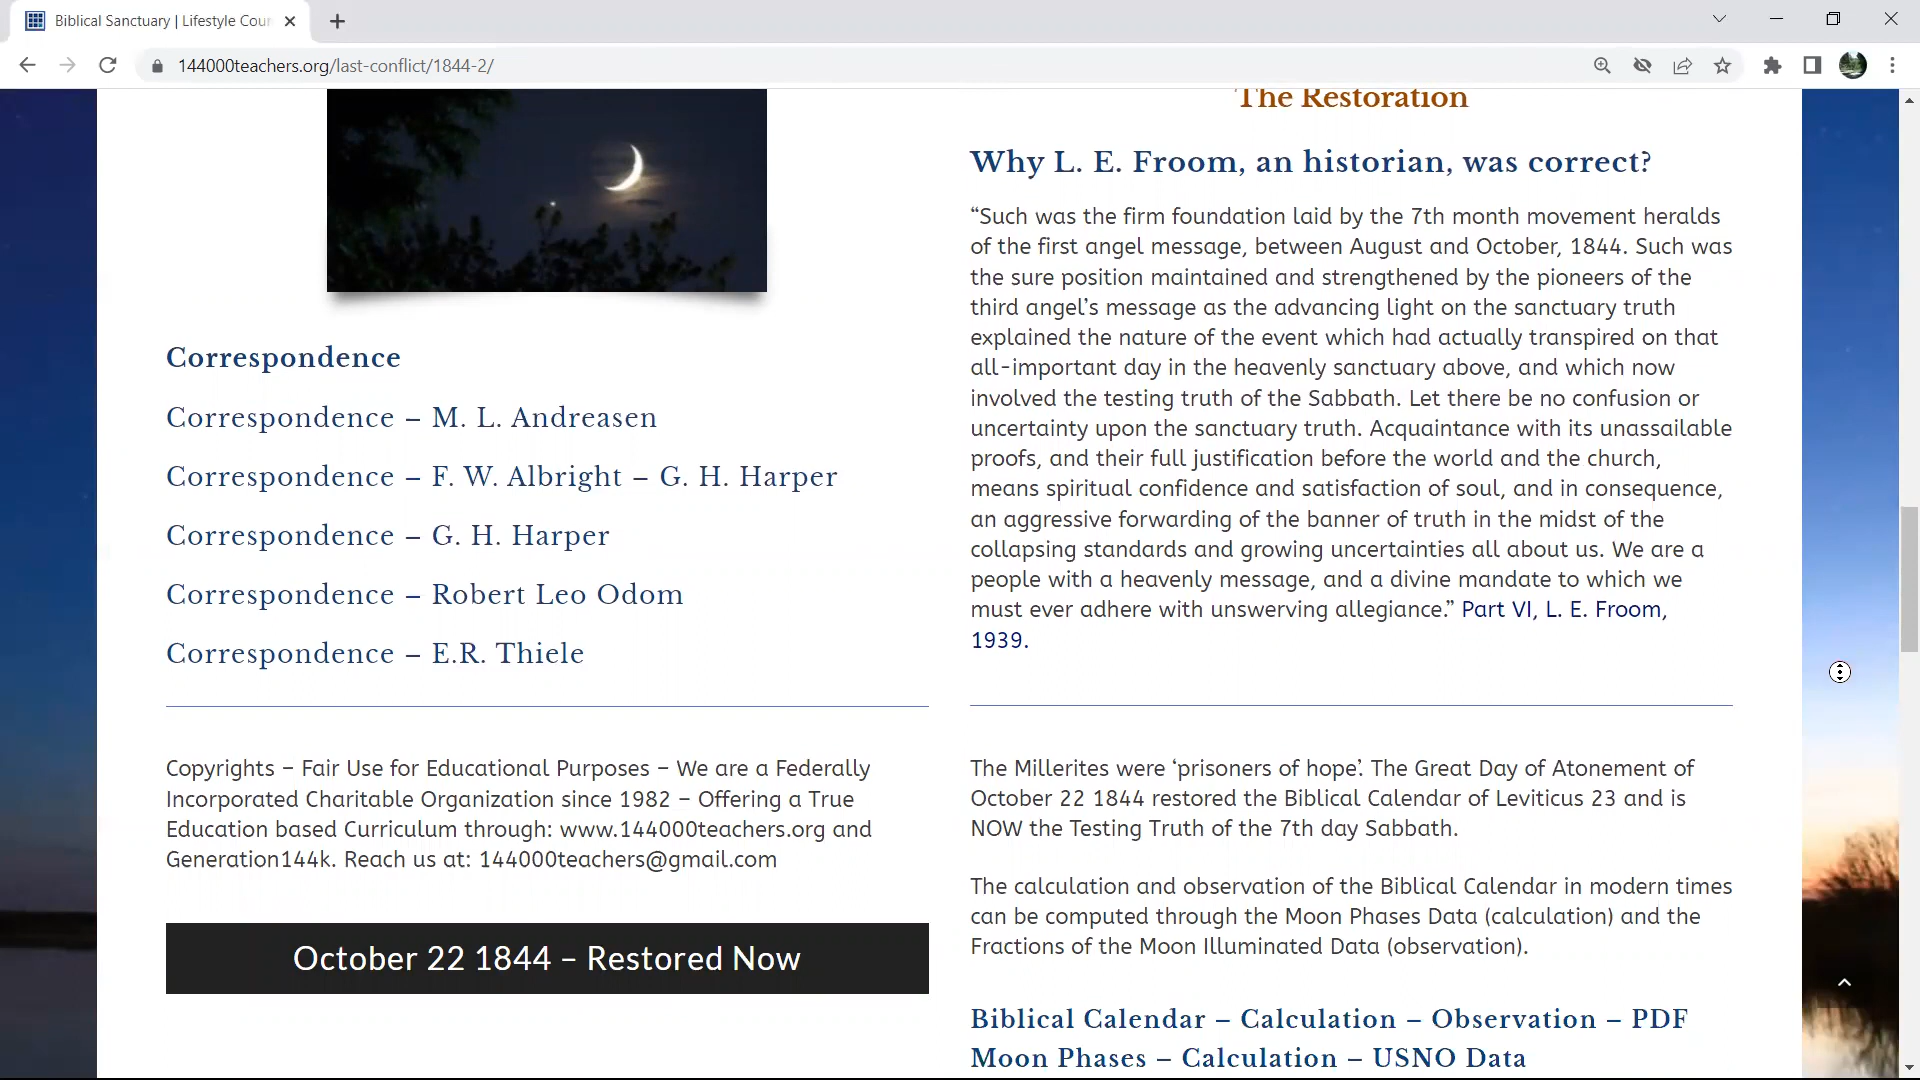 Biblical Sanctuary | Lifestyle Cour
144000teachers.org/last-conflict/1844-2/
Correspondence
Correspondence – M. L. Andreasen
Correspondence – F. W. Albright – G. H. Harper
Correspondence – G. H. Harper
Correspondence – Robert Leo Odom
Correspondence – E.R. Thiele
Copyrights – Fair Use for Educational Purposes – We are a Federally
Incorporated Charitable Organization since 1982 – Offering a True
Education based Curriculum through: www.144000teachers.org and
Generation144k. Reach us at: 144000teachers@gmail.com
October 22 1844 – Restored Now
The Restoration
Why L. E. Froom, an historian, was correct?
“Such was the firm foundation laid by the 7th month movement heralds
of the first angel message, between August and October, 1844. Such was
the sure position maintained and strengthened by the pioneers of the
third angel’s message as the advancing light on the sanctuary truth
explained the nature of the event which had actually transpired on that
all-important day in the heavenly sanctuary above, and which now
involved the testing truth of the Sabbath. Let there be no confusion or
uncertainty upon the sanctuary truth. Acquaintance with its unassailable
proofs, and their full justification before the world and the church,
means spiritual confidence and satisfaction of soul, and in consequence,
an aggressive forwarding of the banner of truth in the midst of the
collapsing standards and growing uncertainties all about us. We are a
people with a heavenly message, and a divine mandate to which we
must ever adhere with unswerving allegiance.” Part VI, L. E. Froom,
1939.
The Millerites were ‘prisoners of hope’. The Great Day of Atonement of
October 22 1844 restored the Biblical Calendar of Leviticus 23 and is
NOW the Testing Truth of the 7th day Sabbath.
The calculation and observation of the Biblical Calendar in modern times
can be computed through the Moon Phases Data (calculation) and the
Fractions of the Moon Illuminated Data (observation).
Biblical Calendar – Calculation – Observation – PDF
Moon Phases – Calculation – USNO Data